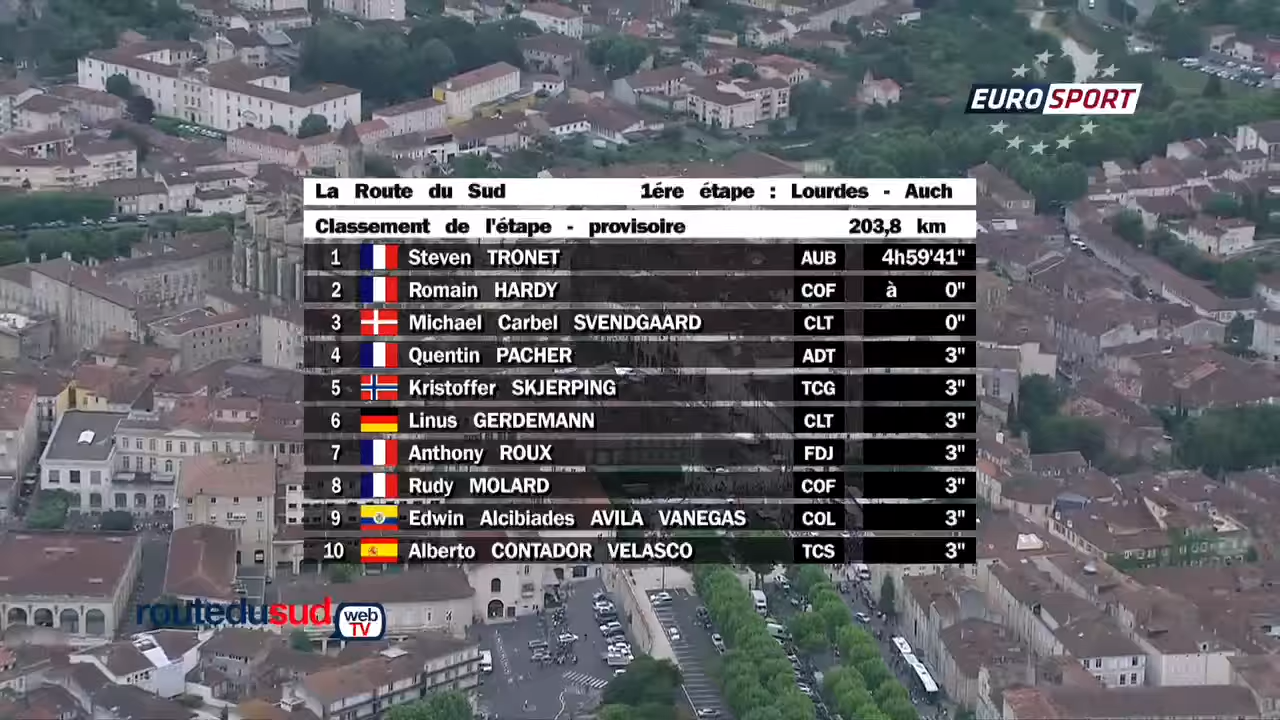 EUROSPORT
La Route du Sud 1ére étape : Lourdes - Auch
Classement de l'étape - provisoire 203,8 km
1 Steven TRONET AUB 4h59'41"
2 Romain HARDY COF à 0"
3 Michael Carbel SVENDGAARD CLT 0"
4 Quentin PACHER ADT 3"
5 Kristoffer SKJERPING TCG 3"
6 Linus GERDEMANN CLT 3"
7 Anthony ROUX FDJ 3"
8 Rudy MOLARD COF 3"
9 Edwin Alcibiades AVILA VANEGAS COL 3"
10 Alberto CONTADOR VELASCO TCS 3"
routedusud web
TV